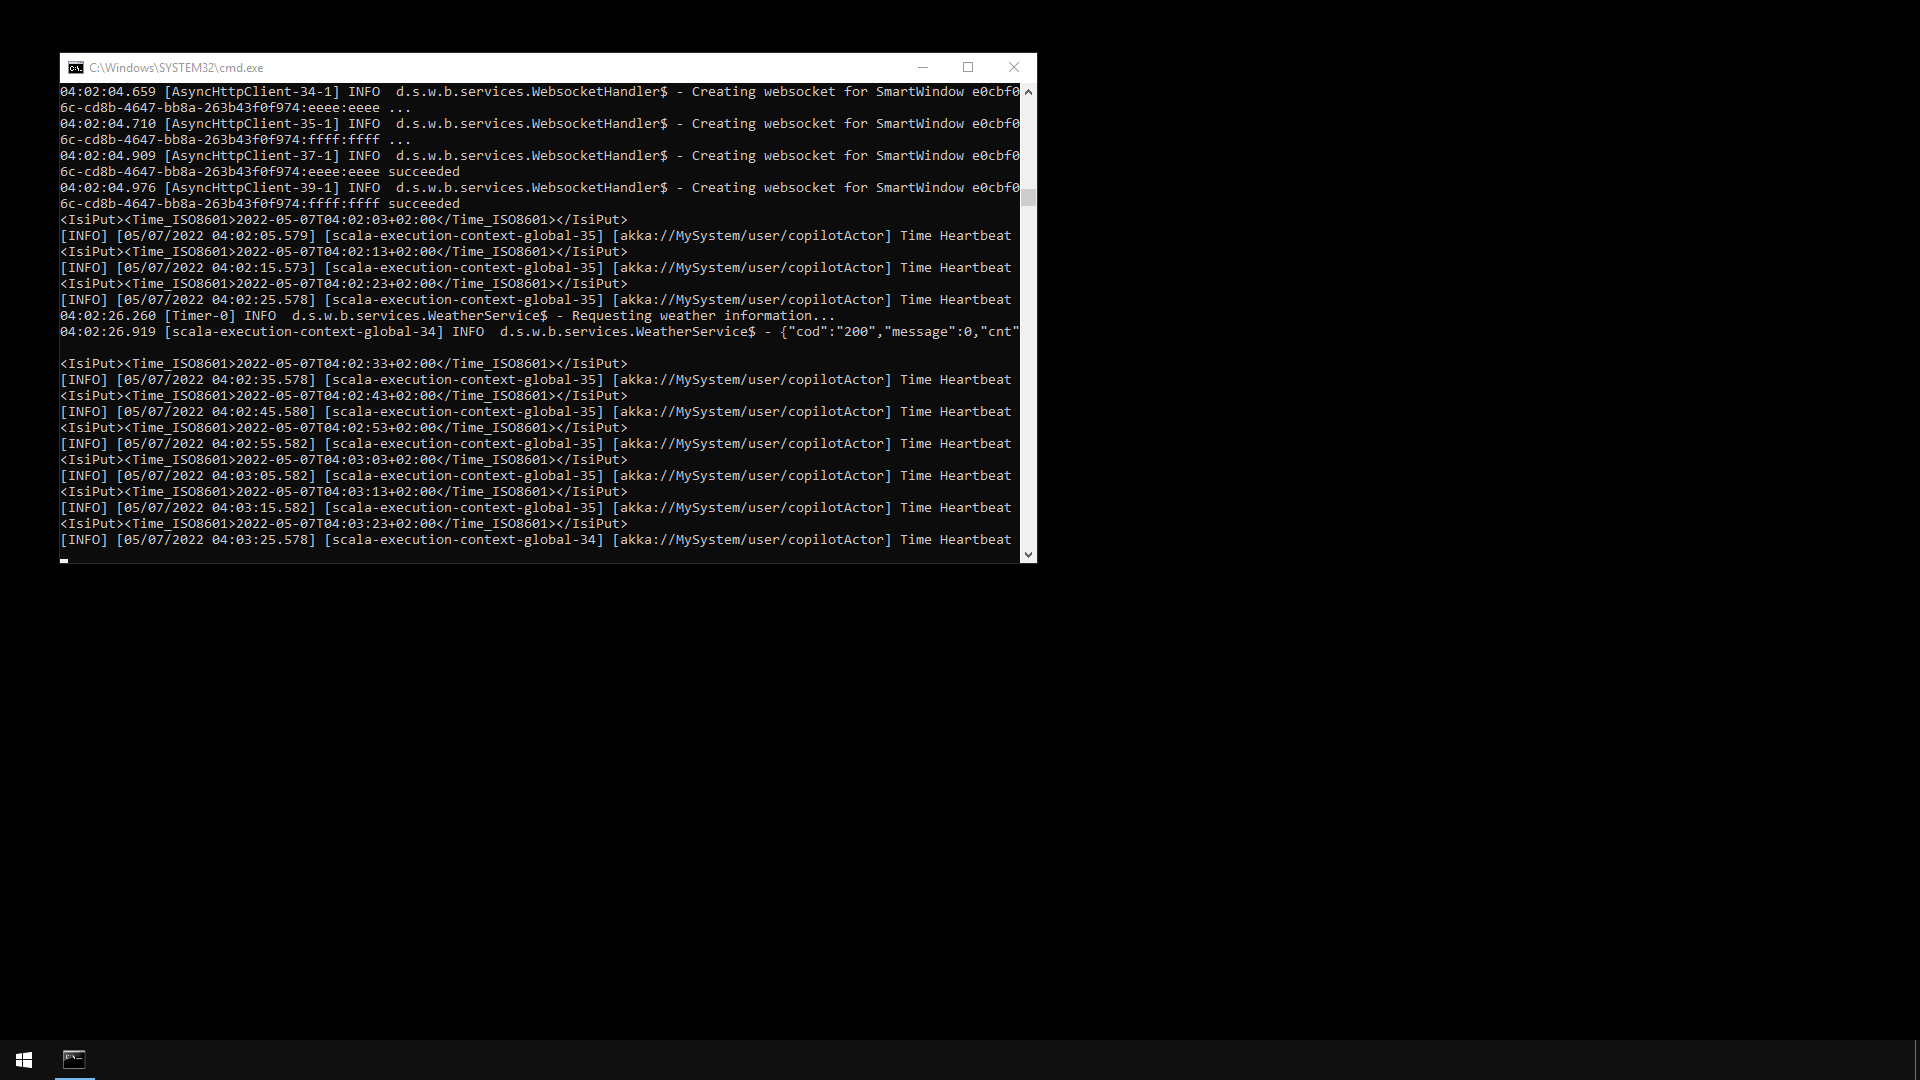 C:\Windows\SYSTEM32\cmd.exe
04:02:04.659 [AsyncHttpClient-34-1] INFO  d.s.w.b.services.WebsocketHandler$ - Creating websocket for SmartWindow e0cbf0
6c-cd8b-4647-bb8a-263b43f0f974:eeee:eeee ...
04:02:04.710 [AsyncHttpClient-35-1] INFO  d.s.w.b.services.WebsocketHandler$ - Creating websocket for SmartWindow e0cbf0
6c-cd8b-4647-bb8a-263b43f0f974:ffff:ffff ...
04:02:04.909 [AsyncHttpClient-37-1] INFO  d.s.w.b.services.WebsocketHandler$ - Creating websocket for SmartWindow e0cbf0
6c-cd8b-4647-bb8a-263b43f0f974:eeee:eeee succeeded
04:02:04.976 [AsyncHttpClient-39-1] INFO  d.s.w.b.services.WebsocketHandler$ - Creating websocket for SmartWindow e0cbf0
6c-cd8b-4647-bb8a-263b43f0f974:ffff:ffff succeeded
<IsiPut><Time_ISO8601>2022-05-07T04:02:03+02:00</Time_ISO8601></IsiPut>
[INFO] [05/07/2022 04:02:05.579] [scala-execution-context-global-35] [akka://MySystem/user/copilotActor] Time Heartbeat
<IsiPut><Time_ISO8601>2022-05-07T04:02:13+02:00</Time_ISO8601></IsiPut>
[INFO] [05/07/2022 04:02:15.573] [scala-execution-context-global-35] [akka://MySystem/user/copilotActor] Time Heartbeat
<IsiPut><Time_ISO8601>2022-05-07T04:02:23+02:00</Time_ISO8601></IsiPut>
[INFO] [05/07/2022 04:02:25.578] [scala-execution-context-global-35] [akka://MySystem/user/copilotActor] Time Heartbeat
04:02:26.260 [Timer-0] INFO  d.s.w.b.services.WeatherService$ - Requesting weather information...
04:02:26.919 [scala-execution-context-global-34] INFO  d.s.w.b.services.WeatherService$ - {"cod":"200","message":0,"cnt"
<IsiPut><Time_ISO8601>2022-05-07T04:02:33+02:00</Time_ISO8601></IsiPut>
[INFO] [05/07/2022 04:02:35.578] [scala-execution-context-global-35] [akka://MySystem/user/copilotActor] Time Heartbeat
<IsiPut><Time_ISO8601>2022-05-07T04:02:43+02:00</Time_ISO8601></IsiPut>
[INFO] [05/07/2022 04:02:45.580] [scala-execution-context-global-35] [akka://MySystem/user/copilotActor] Time Heartbeat
<IsiPut><Time_ISO8601>2022-05-07T04:02:53+02:00</Time_ISO8601></IsiPut>
[INFO] [05/07/2022 04:02:55.582] [scala-execution-context-global-35] [akka://MySystem/user/copilotActor] Time Heartbeat
<IsiPut><Time_ISO8601>2022-05-07T04:03:03+02:00</Time_ISO8601></IsiPut>
[INFO] [05/07/2022 04:03:05.582] [scala-execution-context-global-35] [akka://MySystem/user/copilotActor] Time Heartbeat
<IsiPut><Time_ISO8601>2022-05-07T04:03:13+02:00</Time_ISO8601></IsiPut>
[INFO] [05/07/2022 04:03:15.582] [scala-execution-context-global-35] [akka://MySystem/user/copilotActor] Time Heartbeat
<IsiPut><Time_ISO8601>2022-05-07T04:03:23+02:00</Time_ISO8601></IsiPut>
[INFO] [05/07/2022 04:03:25.578] [scala-execution-context-global-34] [akka://MySystem/user/copilotActor] Time Heartbeat